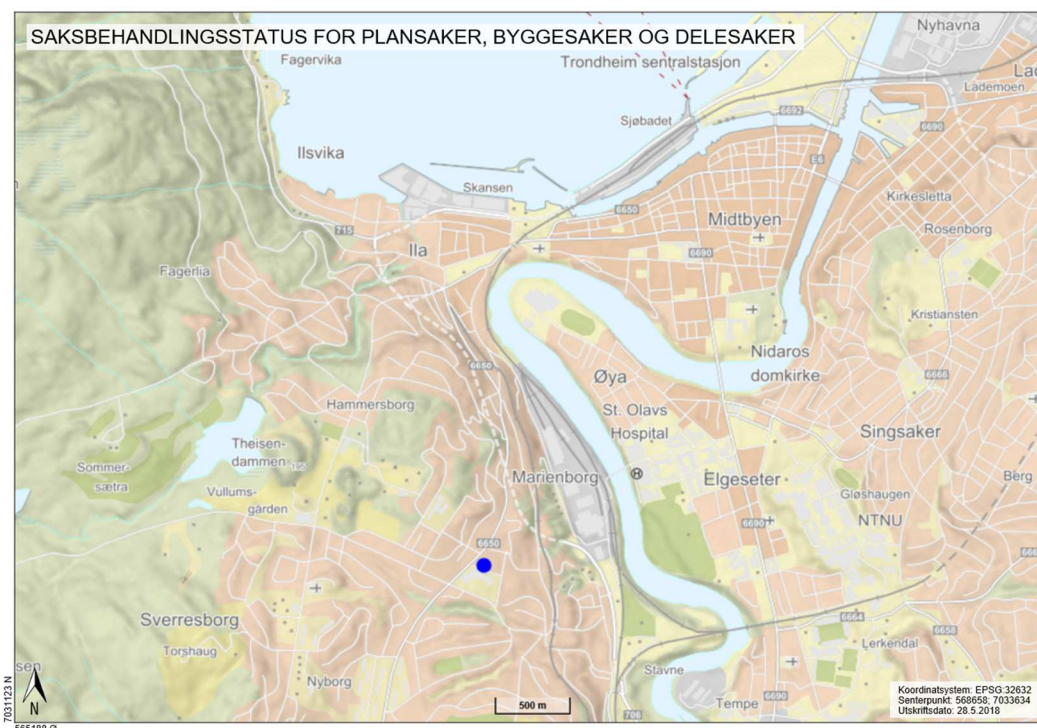 SAKSBEHANDLINGSSTATUS FOR PLANSAKER, BYGGESAKER OG DELESAKER
Nyhavna
Fagervika
Trondheim sentralstasjon
Lademoen
Sjøbadet
6692
6690
E6
Ilsvika
Skansen
Kirkesletta
6650
Midtbyen
Rosenborg
715
Ila
6690
Fagerlia
Kristiansten
Nidaros
domkirke
6650
Øya
6666
Hammersborg
St. Olavs
Hospital
Singsaker
Theisen-
dammen
195
Sommer-
sætra
Marienborg
H
Elgeseter
Berg
Vullums-
gården
Gløshaugen
NTNU
6690
6650
Sverresborg
6664
6658
Torshaug
Lerkendal
Stavne
Nyborg
6690
Tempe
706
N
500 m
7031123 N
Koordinatsystem: EPSG:32632
Senterpunkt: 568658; 7033634
Utskriftsdato: 28.5.2018